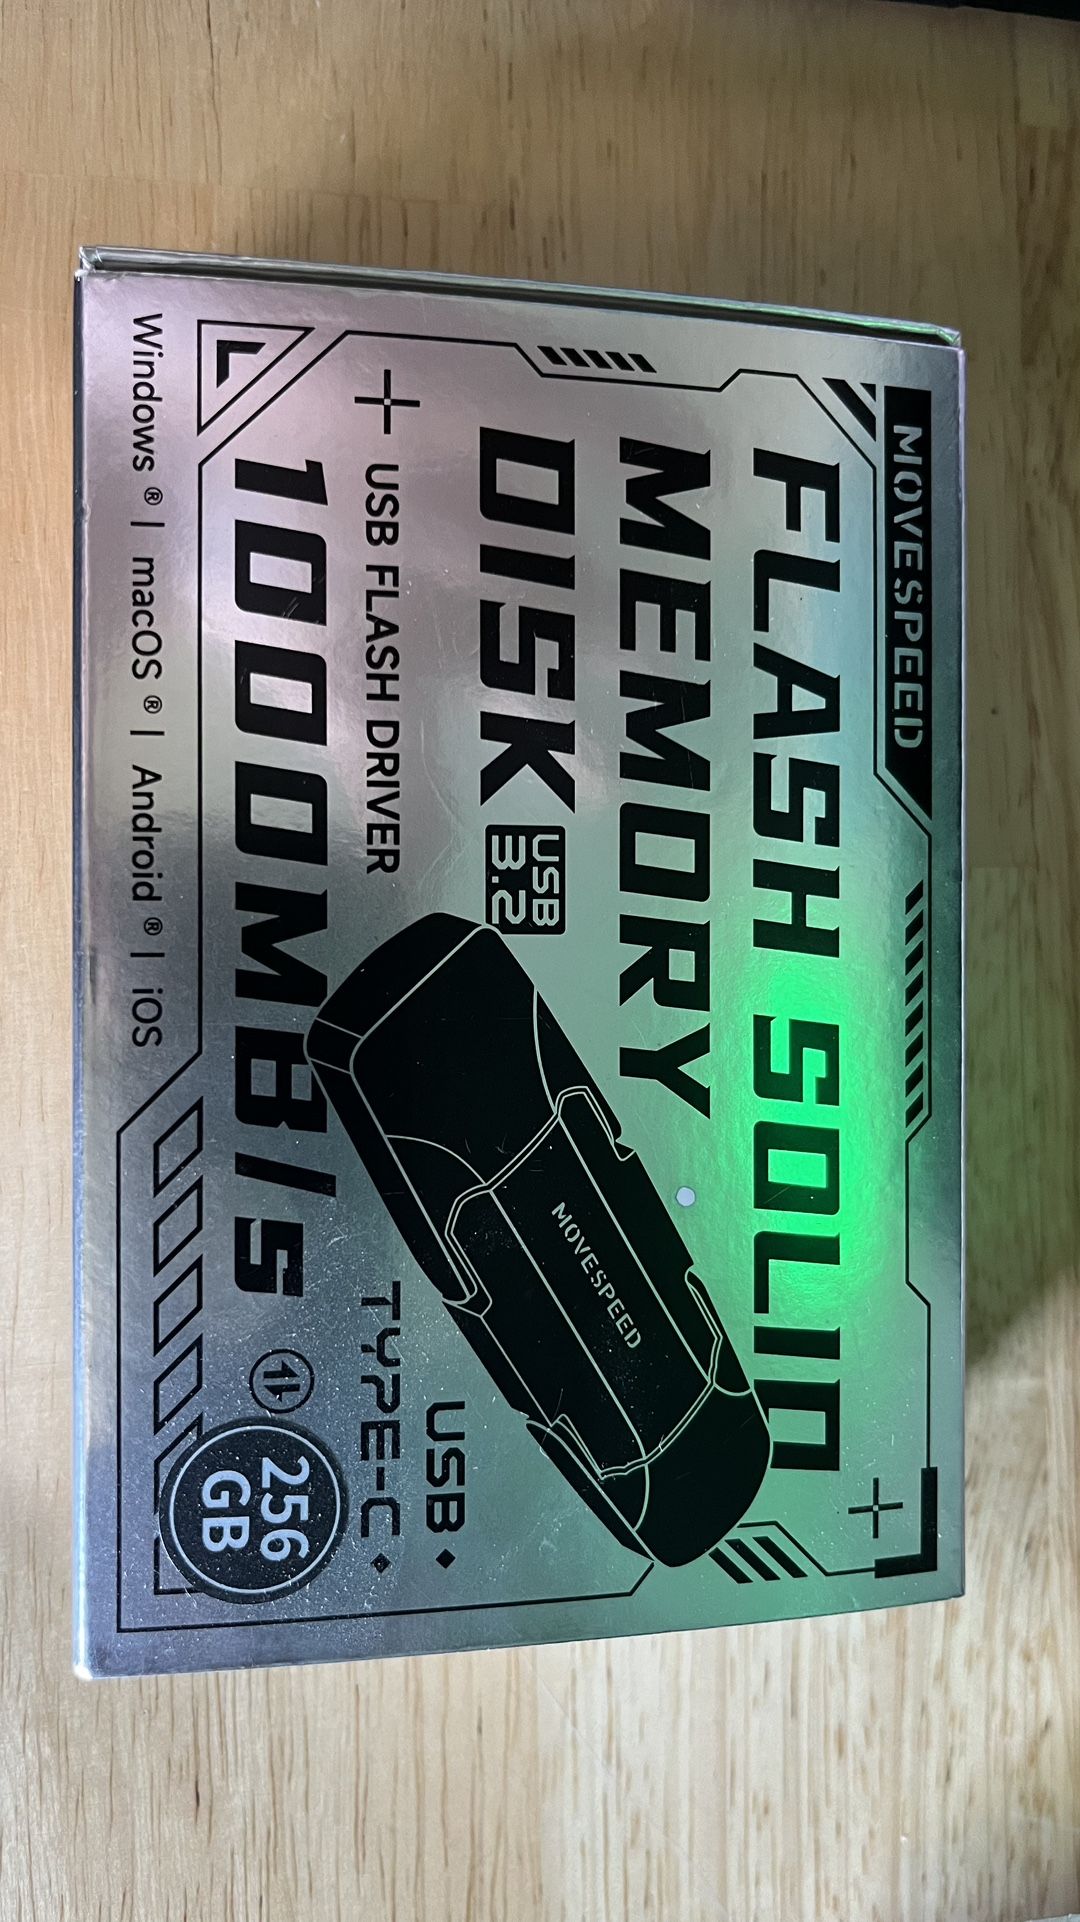 MOVESPEED
FLASH SOLID
MEMORY
DISK USB 3.2
USB FLASH DRIVER
1000MB/S
MOVESPEED
USB
TYPE-C
256
GB
Windows ® | macOS ® | Android ® | iOS